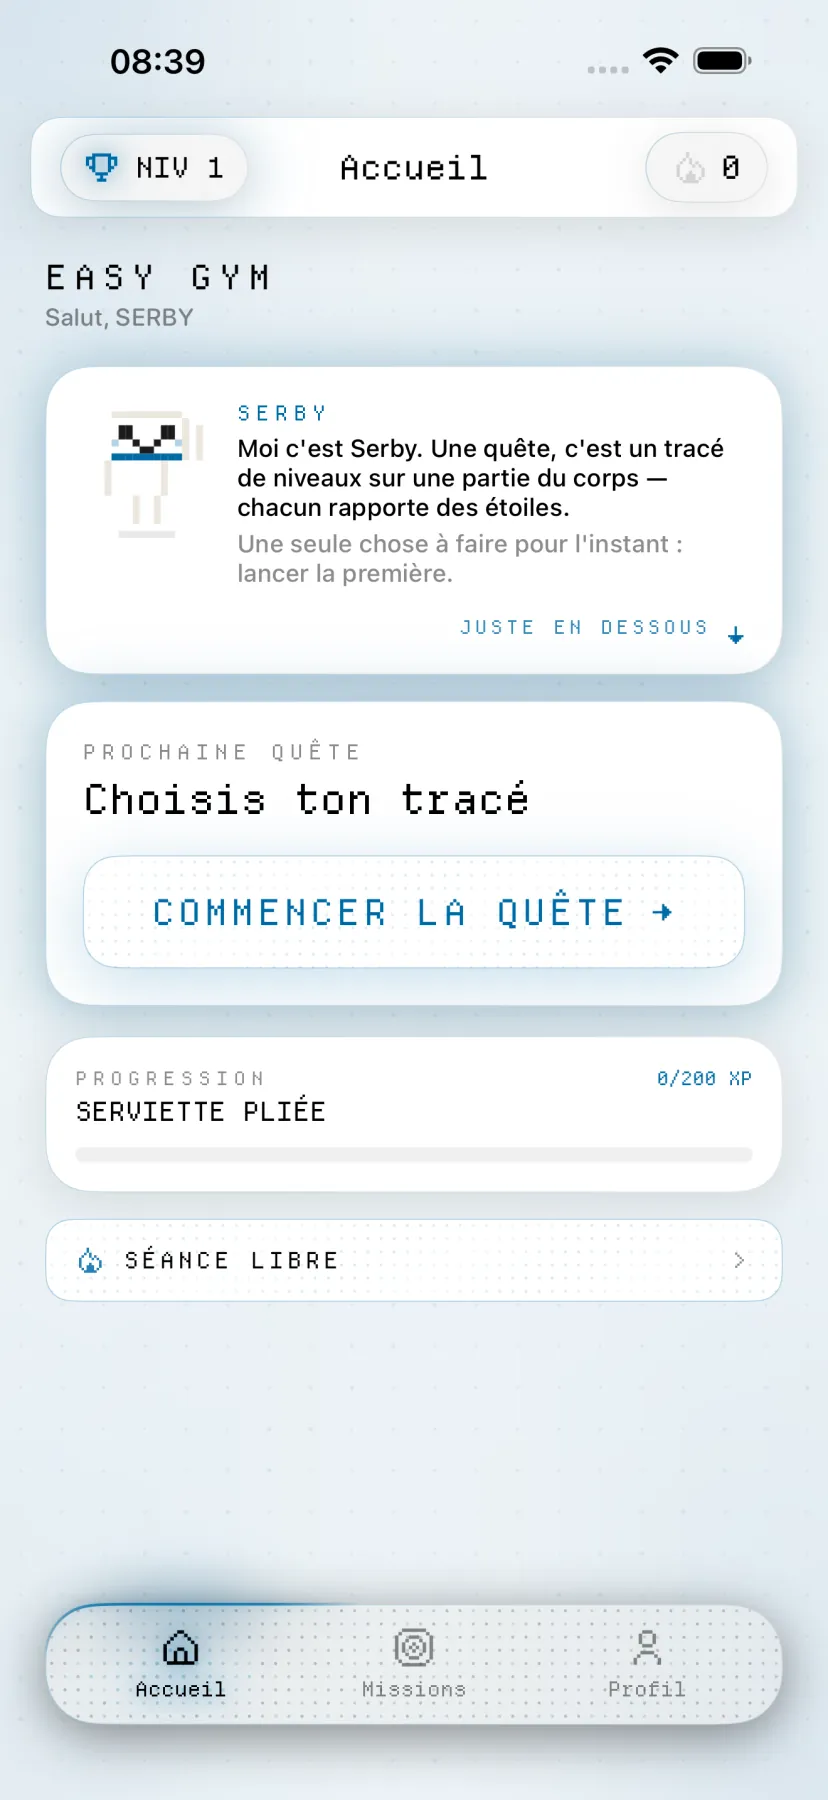 08:39
NIV 1
Accueil
0
EASY GYM
Salut, SERBY
SERBY
Moi c'est Serby. Une quête, c'est un tracé
de niveaux sur une partie du corps —
chacun rapporte des étoiles.
Une seule chose à faire pour l'instant :
lancer la première.
JUSTE EN DESSOUS
PROCHAINE QUÊTE
Choisis ton tracé
COMMENCER LA QUÊTE →
PROGRESSION
0/200 XP
SERVIETTE PLIÉE
SÉANCE LIBRE
Accueil
Missions
Profil